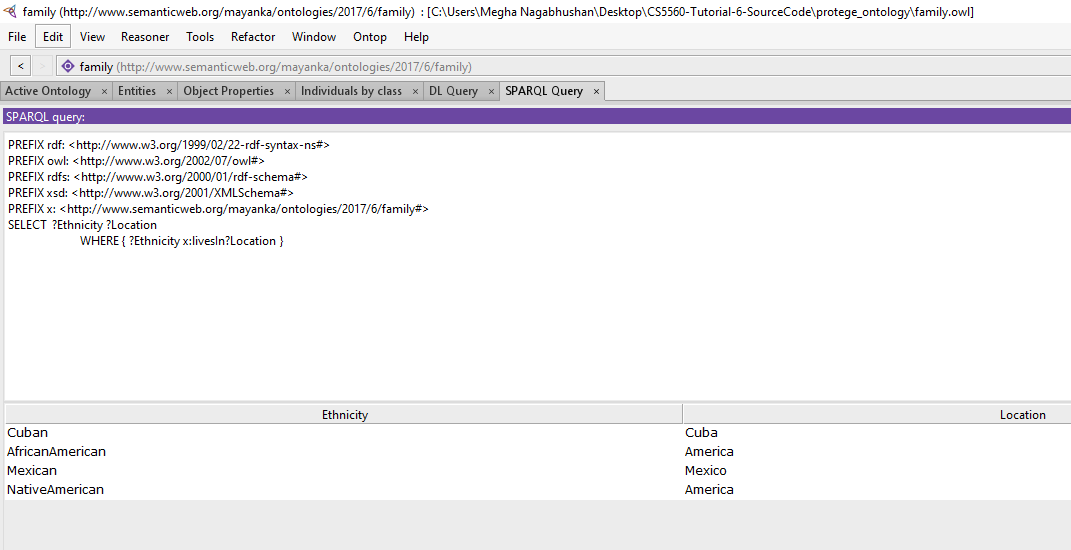 family (http://www.semanticweb.org/mayanka/ontologies/2017/6/family) : [C:\Users\Megha Nagabhushan\Desktop\CS5560-Tutorial-6-SourceCode\protege_ontology\family.owl]
File Edit View Reasoner Tools Refactor Window Ontop Help
< > family (http://www.semanticweb.org/mayanka/ontologies/2017/6/family)
Active Ontology × Entities × Object Properties × Individuals by class × DL Query × SPARQL Query ×
SPARQL query:
PREFIX rdf: <http://www.w3.org/1999/02/22-rdf-syntax-ns#>
PREFIX owl: <http://www.w3.org/2002/07/owl#>
PREFIX rdfs: <http://www.w3.org/2000/01/rdf-schema#>
PREFIX xsd: <http://www.w3.org/2001/XMLSchema#>
PREFIX x: <http://www.semanticweb.org/mayanka/ontologies/2017/6/family#>
SELECT ?Ethnicity ?Location
WHERE { ?Ethnicity x:livesIn?Location }
Ethnicity Location
Cuban Cuba
AfricanAmerican America
Mexican Mexico
NativeAmerican America